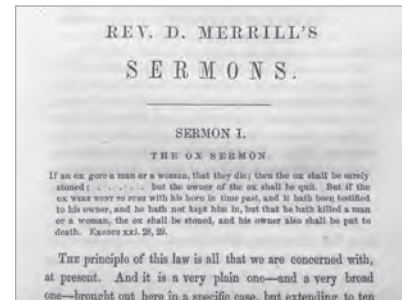 REV. D. MERRILL'S
SERMONS.
SERMON I.
THE OX SERMON.
If an ox gore a man or a woman, that they die; then the ox shall be surely
stoned; . . . . . but the owner of the ox shall be quit. But if the
ox WERE WONT TO PUSH with his horn in time past, and it hath been testified
to his owner, and he hath not kept him in, but that he hath killed a man
or a woman, the ox shall be stoned, and his owner also shall be put to
death. EXODUS xxi. 28, 29.
THE principle of this law is all that we are concerned with,
at present. And it is a very plain one—and a very broad
one—brought out here in a specific case, but extending to ten